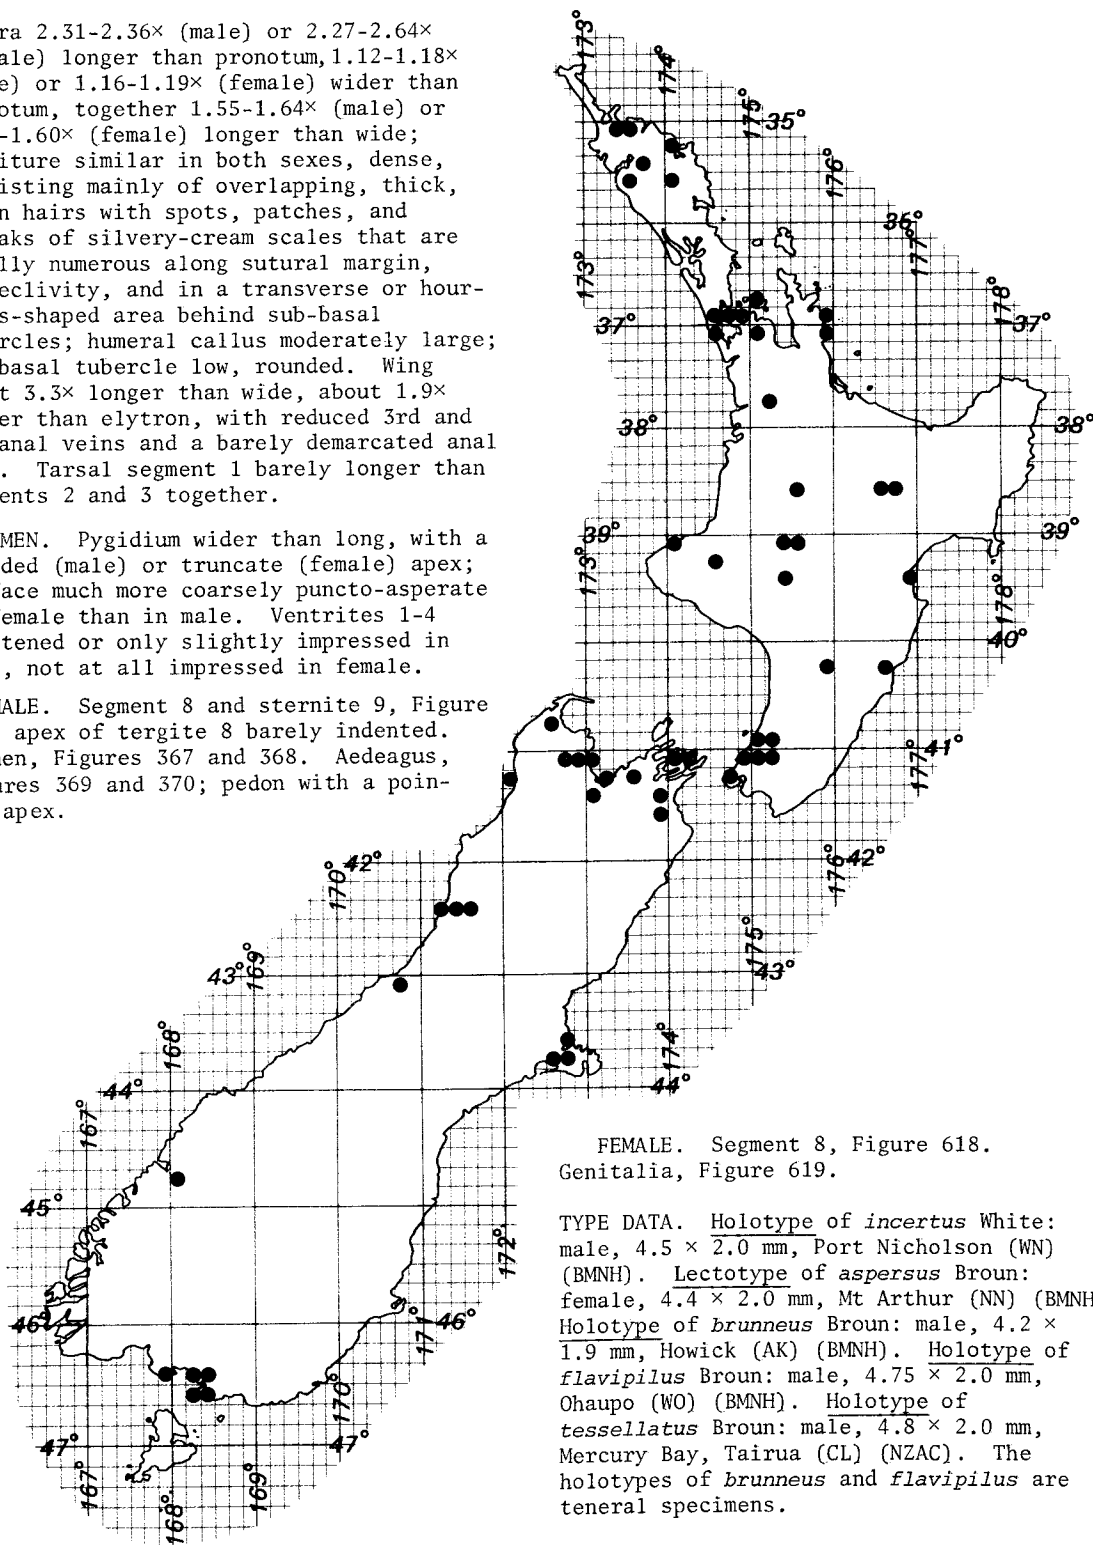 ra 2.31-2.36× (male) or 2.27-2.64×
ale) longer than pronotum, 1.12-1.18×
e) or 1.16-1.19× (female) wider than
otum, together 1.55-1.64× (male) or
-1.60× (female) longer than wide;
iture similar in both sexes, dense,
isting mainly of overlapping, thick,
n hairs with spots, patches, and
aks of silvery-cream scales that are
lly numerous along sutural margin,
eclivity, and in a transverse or hour-
s-shaped area behind sub-basal
rcles; humeral callus moderately large;
basal tubercle low, rounded. Wing
t 3.3× longer than wide, about 1.9×
er than elytron, with reduced 3rd and
anal veins and a barely demarcated anal
. Tarsal segment 1 barely longer than
ents 2 and 3 together.
MEN. Pygidium wider than long, with a
ded (male) or truncate (female) apex;
face much more coarsely puncto-asperate
emale than in male. Ventrites 1-4
tened or only slightly impressed in
, not at all impressed in female.
ALE. Segment 8 and sternite 9, Figure
apex of tergite 8 barely indented.
en, Figures 367 and 368. Aedeagus,
res 369 and 370; pedon with a poin-
apex.
173°
174°
175°
35°
176°
36°
177°
173°
178°
37°
37°
38°
38°
39°
39°
173°
178°
40°
41°
177°
42°
170°
176°
42°
175°
43°
169°
43°
168°
174°
44°
44°
167°
45°
172°
46°
171°
46°
170°
47°
47°
167°
169°
168°
FEMALE. Segment 8, Figure 618.
Genitalia, Figure 619.
TYPE DATA. Holotype of incertus White:
male, 4.5 × 2.0 mm, Port Nicholson (WN)
(BMNH). Lectotype of aspersus Broun:
female, 4.4 × 2.0 mm, Mt Arthur (NN) (BMNH
Holotype of brunneus Broun: male, 4.2 ×
1.9 mm, Howick (AK) (BMNH). Holotype of
flavipilus Broun: male, 4.75 × 2.0 mm,
Ohaupo (WO) (BMNH). Holotype of
tessellatus Broun: male, 4.8 × 2.0 mm,
Mercury Bay, Tairua (CL) (NZAC). The
holotypes of brunneus and flavipilus are
teneral specimens.